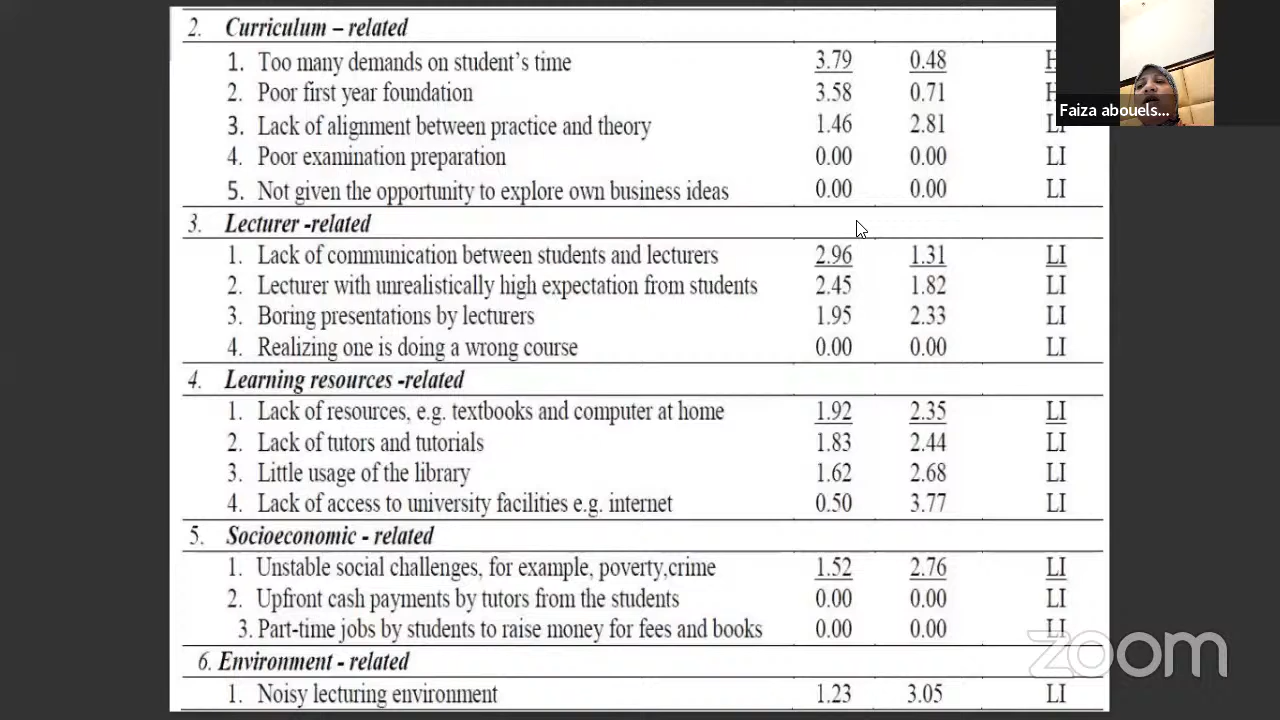 2. Curriculum – related
1. Too many demands on student's time 3.79 0.48 H
2. Poor first year foundation 3.58 0.71 H
Faiza abouels...
3. Lack of alignment between practice and theory 1.46 2.81 LI
4. Poor examination preparation 0.00 0.00 LI
5. Not given the opportunity to explore own business ideas 0.00 0.00 LI
3. Lecturer -related
1. Lack of communication between students and lecturers 2.96 1.31 LI
2. Lecturer with unrealistically high expectation from students 2.45 1.82 LI
3. Boring presentations by lecturers 1.95 2.33 LI
4. Realizing one is doing a wrong course 0.00 0.00 LI
4. Learning resources -related
1. Lack of resources, e.g. textbooks and computer at home 1.92 2.35 LI
2. Lack of tutors and tutorials 1.83 2.44 LI
3. Little usage of the library 1.62 2.68 LI
4. Lack of access to university facilities e.g. internet 0.50 3.77 LI
5. Socioeconomic - related
1. Unstable social challenges, for example, poverty,crime 1.52 2.76 LI
2. Upfront cash payments by tutors from the students 0.00 0.00 LI
3. Part-time jobs by students to raise money for fees and books 0.00 0.00 LI
zoom
6. Environment - related
1. Noisy lecturing environment 1.23 3.05 LI